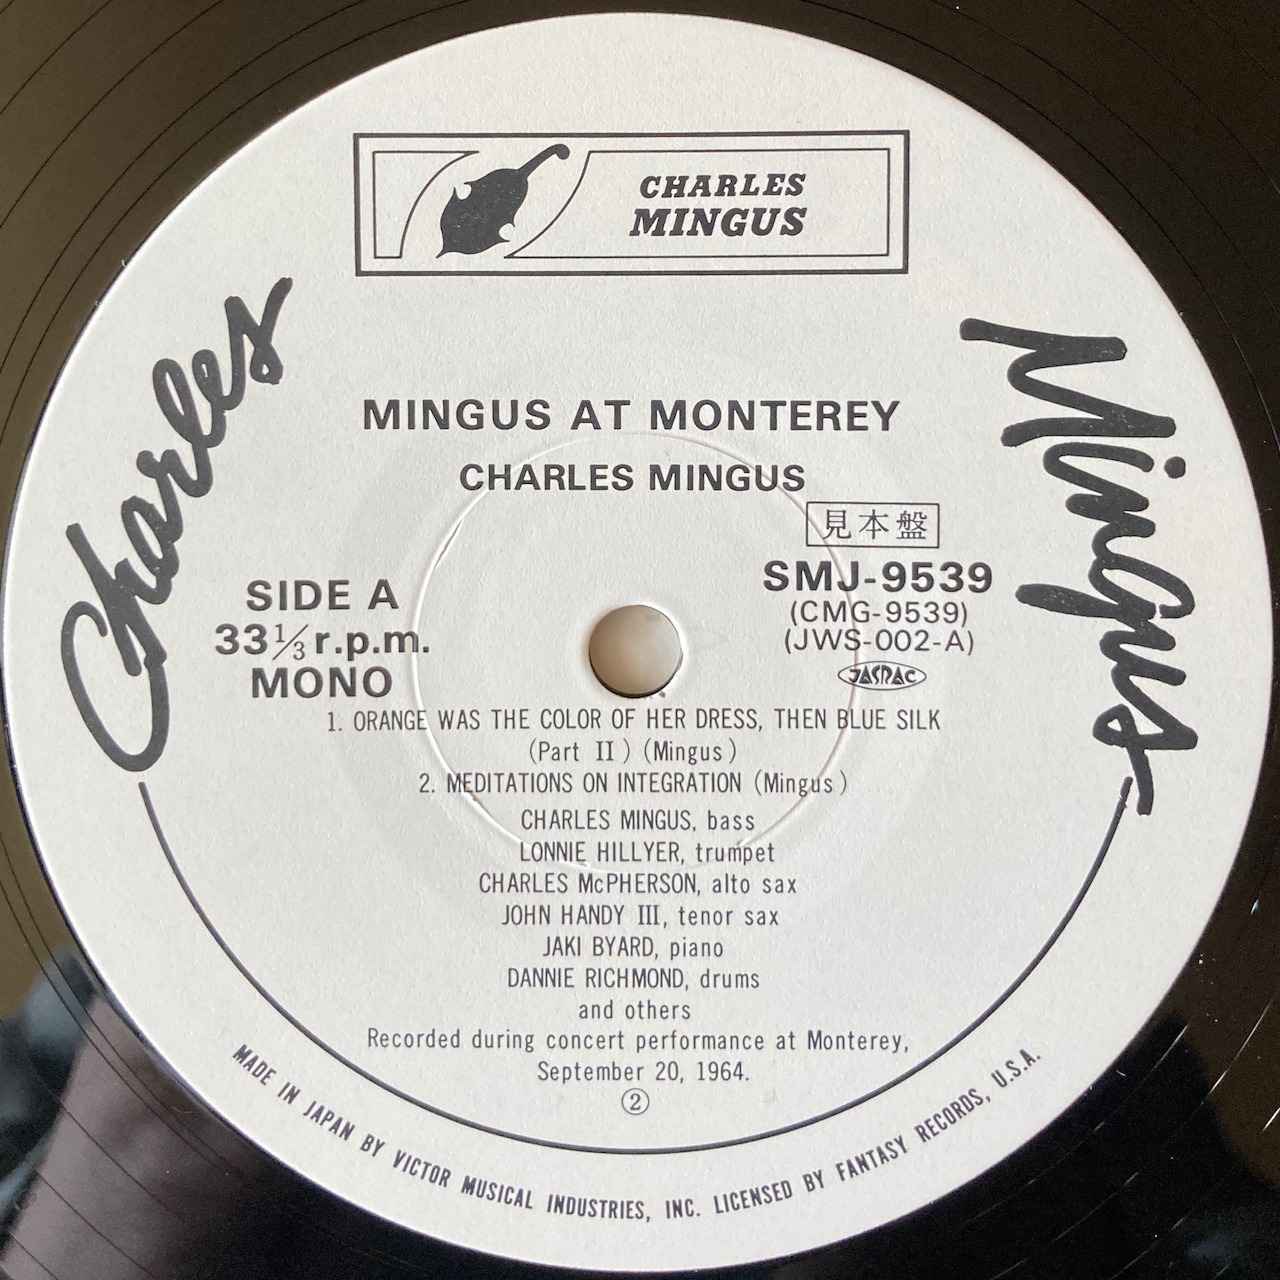 CHARLES
MINGUS
Charles
Mingus
MINGUS AT MONTEREY
CHARLES MINGUS
見本盤
SIDE A
33⅓ r.p.m.
MONO
SMJ-9539
(CMG-9539)
(JWS-002-A)
JASRAC
1. ORANGE WAS THE COLOR OF HER DRESS, THEN BLUE SILK
(Part II) (Mingus)
2. MEDITATIONS ON INTEGRATION (Mingus)
CHARLES MINGUS, bass
LONNIE HILLYER, trumpet
CHARLES McPHERSON, alto sax
JOHN HANDY III, tenor sax
JAKI BYARD, piano
DANNIE RICHMOND, drums
and others
Recorded during concert performance at Monterey,
September 20, 1964.
②
MADE IN JAPAN BY VICTOR MUSICAL INDUSTRIES, INC. LICENSED BY FANTASY RECORDS, U.S.A.